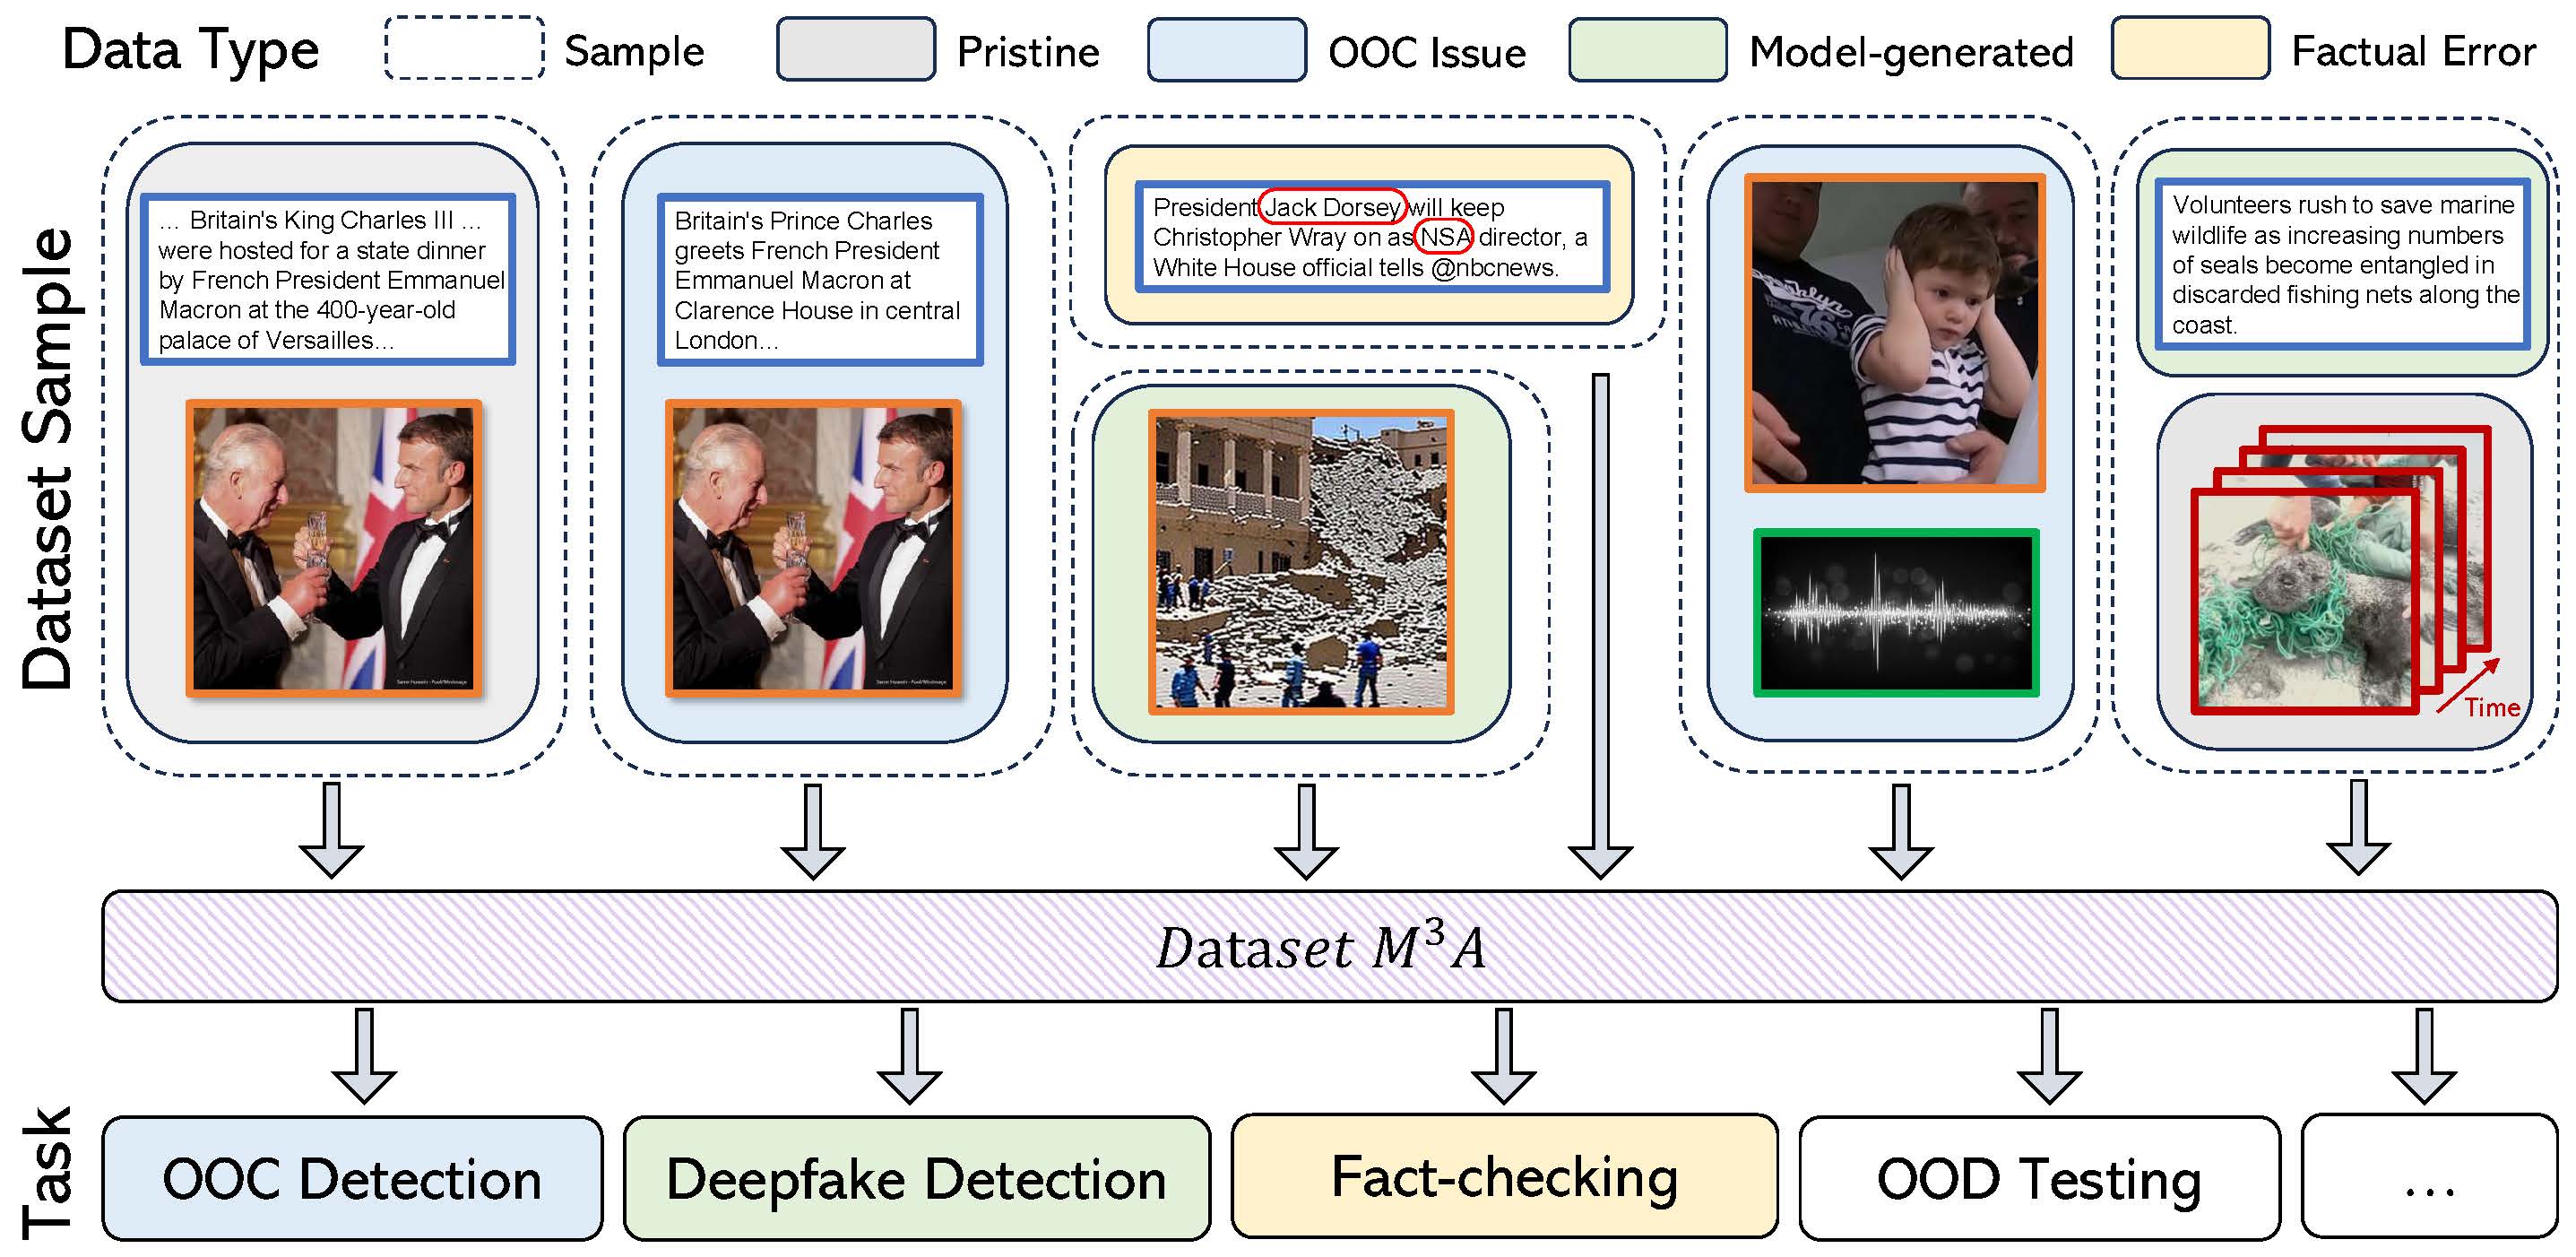 Data Type
Sample
Pristine
OOC Issue
Model-generated
Factual Error
Dataset Sample
... Britain's King Charles III ...
were hosted for a state dinner
by French President Emmanuel
Macron at the 400-year-old
palace of Versailles...
Britain's Prince Charles
greets French President
Emmanuel Macron at
Clarence House in central
London...
President Jack Dorsey will keep
Christopher Wray on as NSA director, a
White House official tells @nbcnews.
Volunteers rush to save marine
wildlife as increasing numbers
of seals become entangled in
discarded fishing nets along the
coast.
Time
Dataset M³A
Task
OOC Detection
Deepfake Detection
Fact-checking
OOD Testing
...